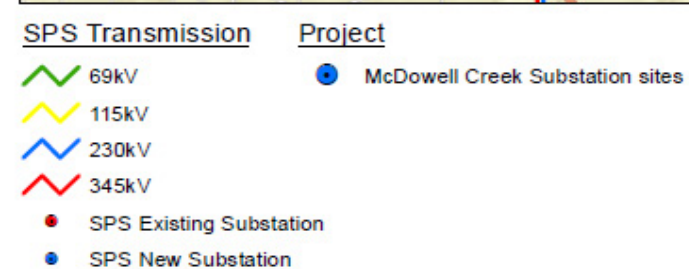 SPS Transmission
69kV
115kV
230kV
345kV
SPS Existing Substation
SPS New Substation
Project
McDowell Creek Substation sites